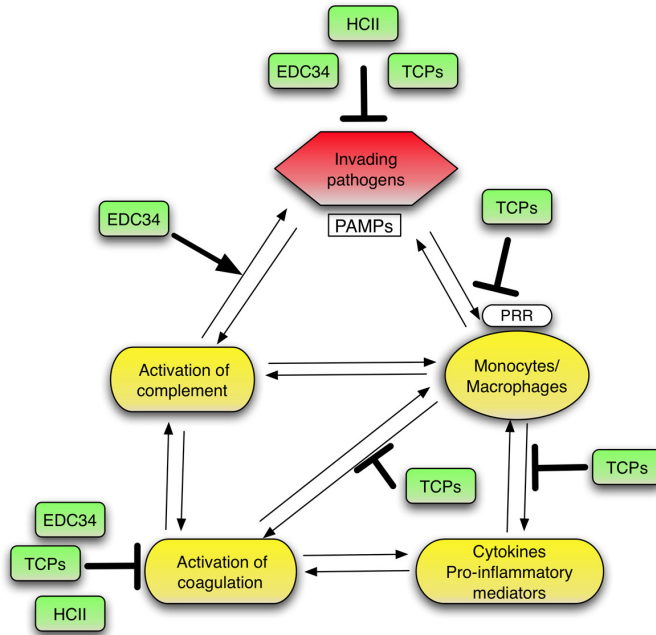 HCII
EDC34
TCPs
Invading
pathogens
PAMPs
EDC34
TCPs
PRR
Activation of
complement
Monocytes/
Macrophages
TCPs
TCPs
EDC34
TCPs
HCII
Activation of
coagulation
Cytokines
Pro-inflammatory
mediators